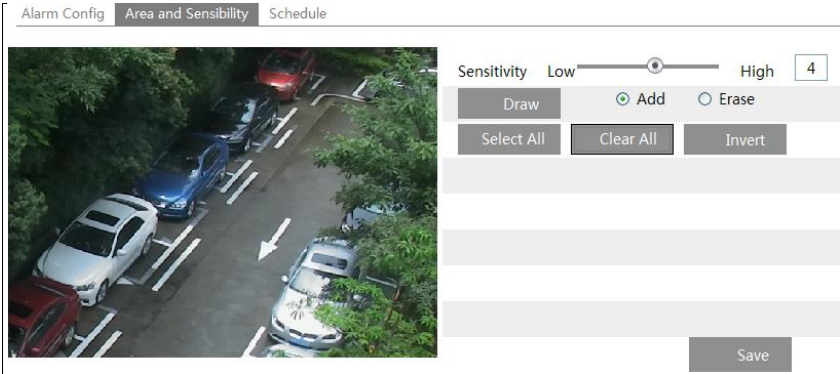 Alarm Config Area and Sensibility Schedule
Sensitivity Low High 4
Draw Add Erase
Select All Clear All Invert
Save